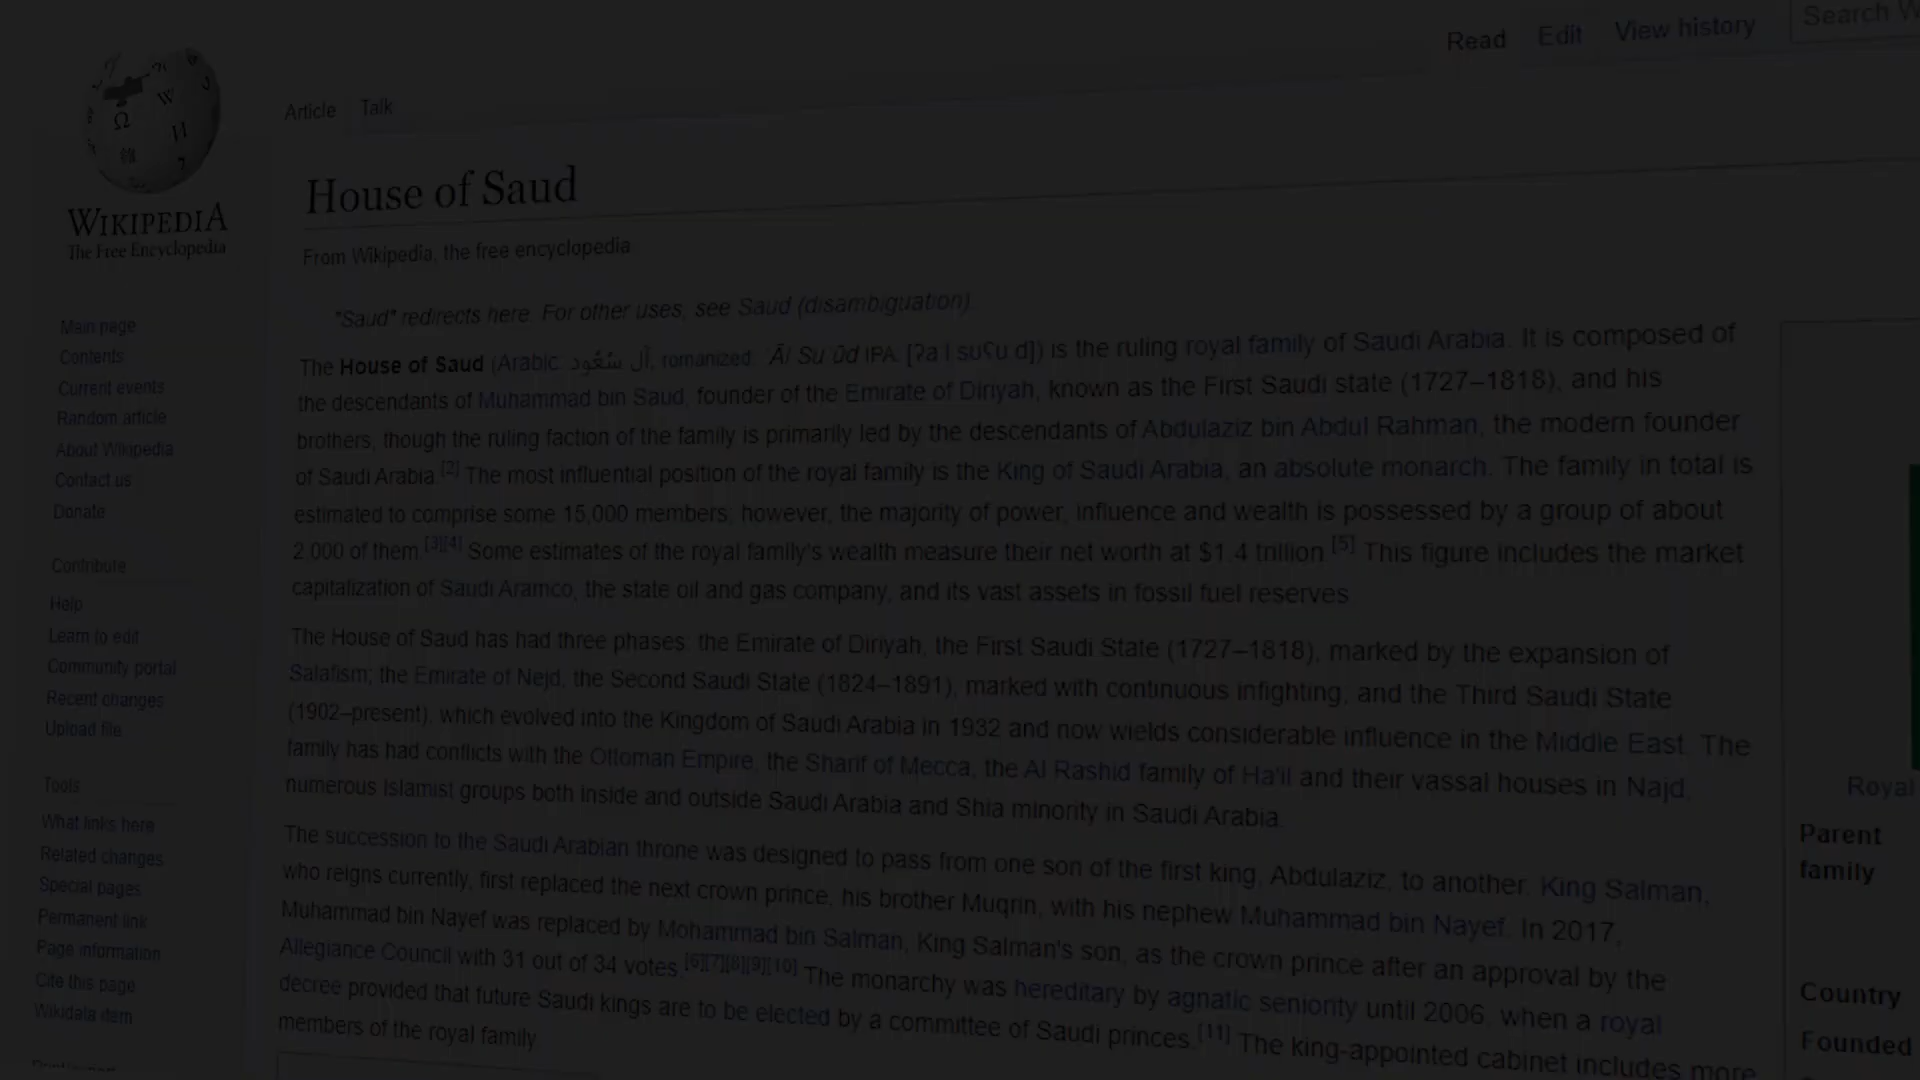 Read Edit View history
Search W
Article Talk
WIKIPEDIA
The Free Encyclopedia
House of Saud
From Wikipedia, the free encyclopedia
"Saud" redirects here. For other uses, see Saud (disambiguation).
The House of Saud (Arabic: آل سُعُود, romanized: ʾĀl Suʿūd IPA: [ʔaːl suʕuːd]) is the ruling royal family of Saudi Arabia. It is composed of
the descendants of Muhammad bin Saud, founder of the Emirate of Diriyah, known as the First Saudi state (1727–1818), and his
brothers, though the ruling faction of the family is primarily led by the descendants of Abdulaziz bin Abdul Rahman, the modern founder
of Saudi Arabia.[2] The most influential position of the royal family is the King of Saudi Arabia, an absolute monarch. The family in total is
estimated to comprise some 15,000 members; however, the majority of power, influence and wealth is possessed by a group of about
2,000 of them.[3][4] Some estimates of the royal family's wealth measure their net worth at $1.4 trillion.[5] This figure includes the market
capitalization of Saudi Aramco, the state oil and gas company, and its vast assets in fossil fuel reserves.
The House of Saud has had three phases: the Emirate of Diriyah, the First Saudi State (1727–1818), marked by the expansion of
Salafism; the Emirate of Nejd, the Second Saudi State (1824–1891), marked with continuous infighting; and the Third Saudi State
(1902–present), which evolved into the Kingdom of Saudi Arabia in 1932 and now wields considerable influence in the Middle East. The
family has had conflicts with the Ottoman Empire, the Sharif of Mecca, the Al Rashid family of Ha'il and their vassal houses in Najd,
numerous Islamist groups both inside and outside Saudi Arabia and Shia minority in Saudi Arabia.
The succession to the Saudi Arabian throne was designed to pass from one son of the first king, Abdulaziz, to another. King Salman,
who reigns currently, first replaced the next crown prince, his brother Muqrin, with his nephew Muhammad bin Nayef. In 2017,
Muhammad bin Nayef was replaced by Mohammad bin Salman, King Salman's son, as the crown prince after an approval by the
Allegiance Council with 31 out of 34 votes.[6][7][8][9][10] The monarchy was hereditary by agnatic seniority until 2006, when a royal
decree provided that future Saudi kings are to be elected by a committee of Saudi princes.[11] The king-appointed cabinet includes more
members of the royal family.
Main page
Contents
Current events
Random article
About Wikipedia
Contact us
Donate
Contribute
Help
Learn to edit
Community portal
Recent changes
Upload file
Tools
What links here
Related changes
Special pages
Permanent link
Page information
Cite this page
Wikidata item
Royal
Parent
family
Country
Founded